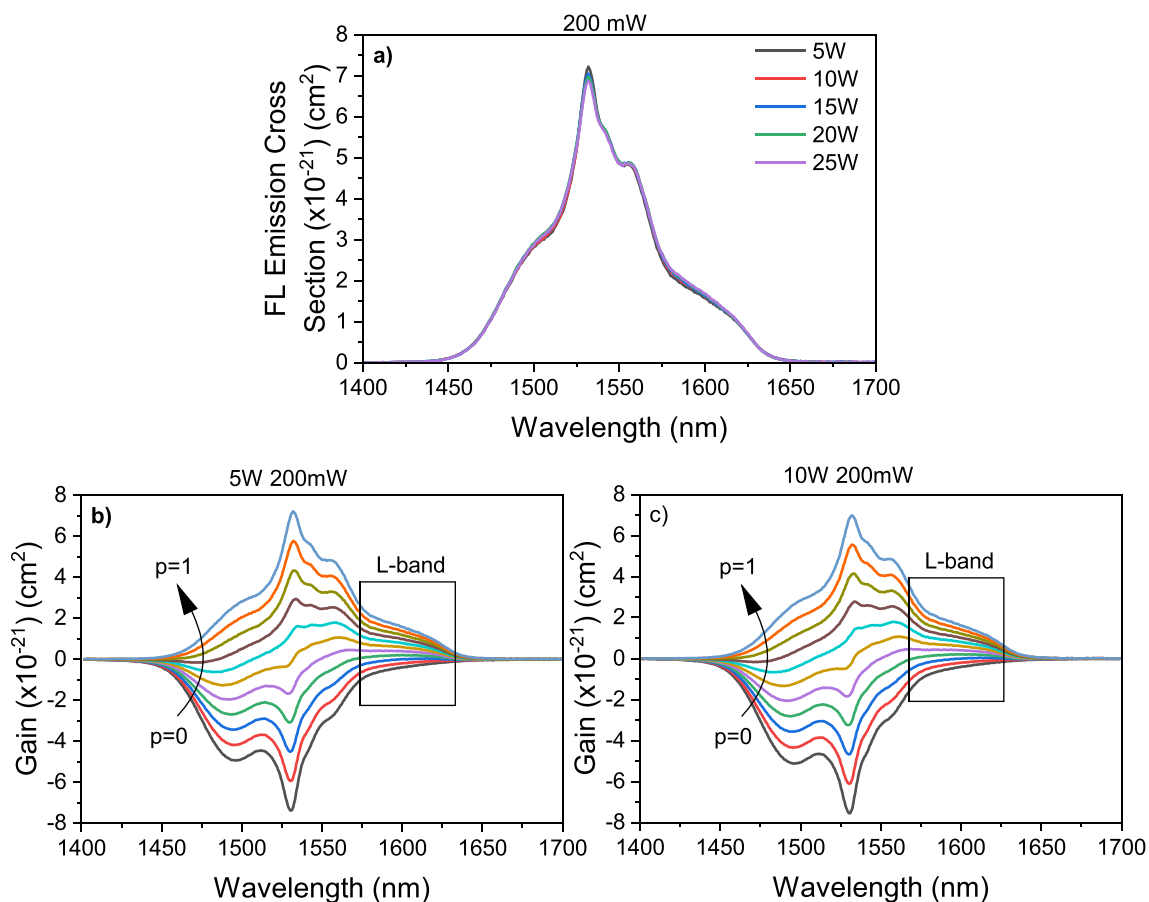 200 mW
a)
5W
10W
15W
20W
25W
FL Emission Cross
Section (x10⁻²¹) (cm²)
8
7
6
5
4
3
2
1
0
1400 1450 1500 1550 1600 1650 1700
Wavelength (nm)
5W 200mW
b)
Gain (x10⁻²¹) (cm²)
8
6
4
2
0
-2
-4
-6
-8
p=1
p=0
L-band
1400 1450 1500 1550 1600 1650 1700
Wavelength (nm)
10W 200mW
c)
Gain (x10⁻²¹) (cm²)
8
6
4
2
0
-2
-4
-6
-8
p=1
p=0
L-band
1400 1450 1500 1550 1600 1650 1700
Wavelength (nm)